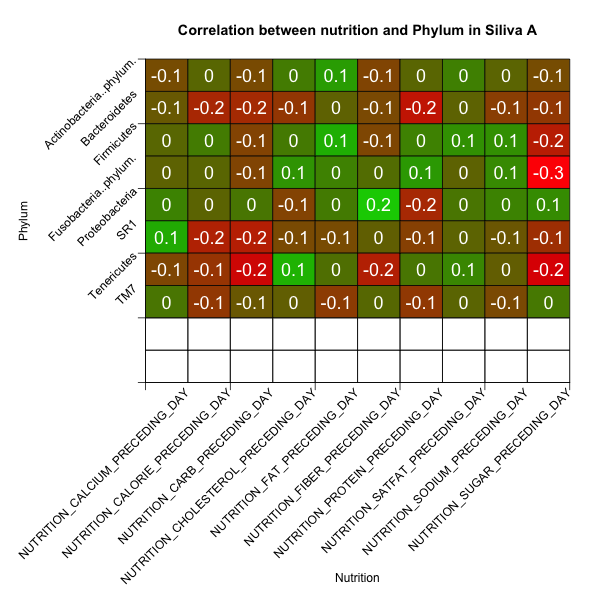 Correlation between nutrition and Phylum in Siliva A
Phylum
Actinobacteria..phylum. -0.1 0 -0.1 0 0.1 -0.1 0 0 0 -0.1
Bacteroidetes -0.1 -0.2 -0.2 -0.1 0 -0.1 -0.2 0 -0.1 -0.1
Firmicutes 0 0 -0.1 0 0.1 -0.1 0 0.1 0.1 -0.2
Fusobacteria..phylum. 0 0 -0.1 0.1 0 0 0.1 0 0.1 -0.3
Proteobacteria 0 0 0 -0.1 0 0.2 -0.2 0 0 0.1
SR1 0.1 -0.2 -0.2 -0.1 -0.1 0 -0.1 0 -0.1 -0.1
Tenericutes -0.1 -0.1 -0.2 0.1 0 -0.2 0 0.1 0 -0.2
TM7 0 -0.1 -0.1 0 -0.1 0 -0.1 0 -0.1 0
NUTRITION_CALCIUM_PRECEDING_DAY
NUTRITION_CALORIE_PRECEDING_DAY
NUTRITION_CARB_PRECEDING_DAY
NUTRITION_CHOLESTEROL_PRECEDING_DAY
NUTRITION_FAT_PRECEDING_DAY
NUTRITION_FIBER_PRECEDING_DAY
NUTRITION_PROTEIN_PRECEDING_DAY
NUTRITION_SATFAT_PRECEDING_DAY
NUTRITION_SODIUM_PRECEDING_DAY
NUTRITION_SUGAR_PRECEDING_DAY
Nutrition